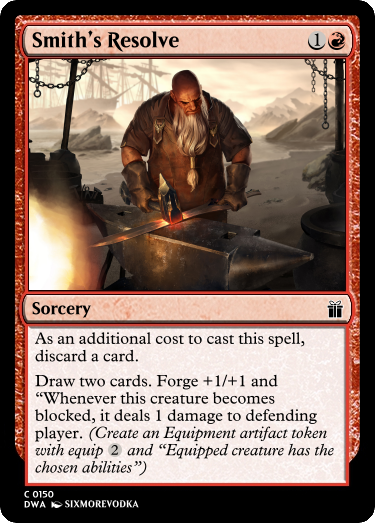 Smith's Resolve 1
Sorcery
As an additional cost to cast this spell,
discard a card.
Draw two cards. Forge +1/+1 and
“Whenever this creature becomes
blocked, it deals 1 damage to defending
player. (Create an Equipment artifact token
with equip 2 and “Equipped creature has the
chosen abilities”)
C 0150
DWA SIXMOREVODKA